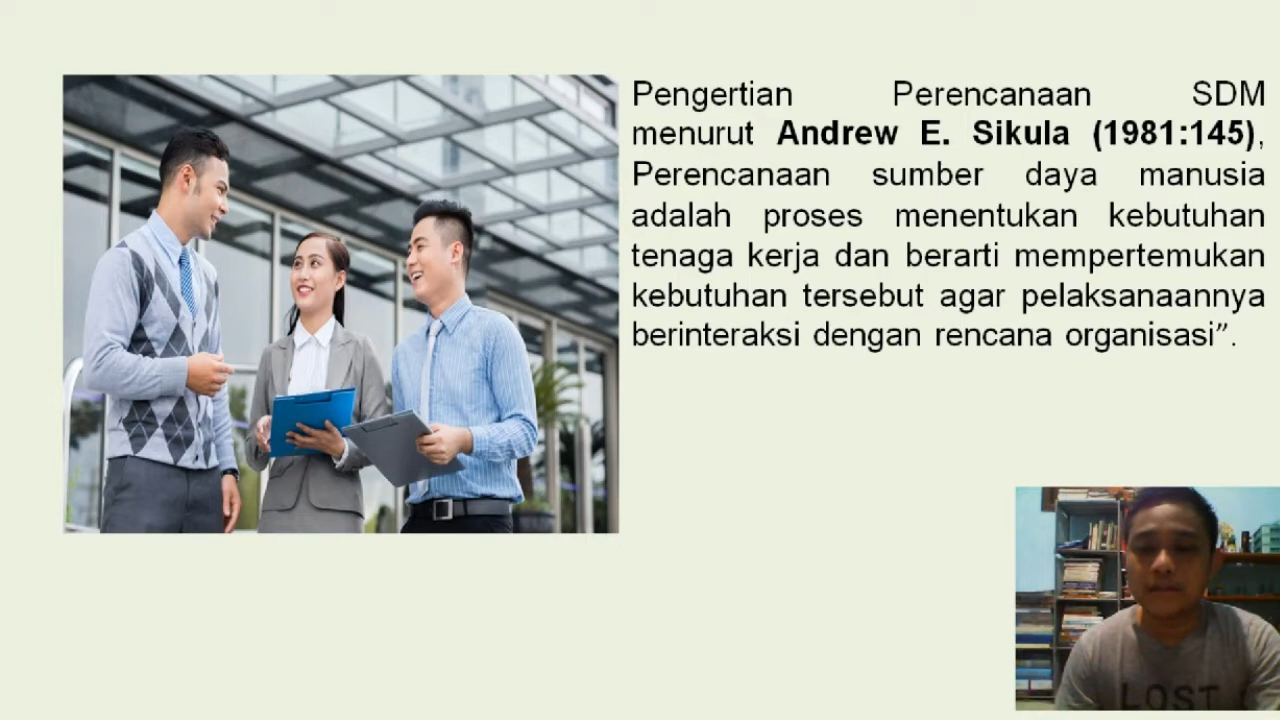 Pengertian Perencanaan SDM
menurut Andrew E. Sikula (1981:145),
Perencanaan sumber daya manusia
adalah proses menentukan kebutuhan
tenaga kerja dan berarti mempertemukan
kebutuhan tersebut agar pelaksanaannya
berinteraksi dengan rencana organisasi”.
LOST